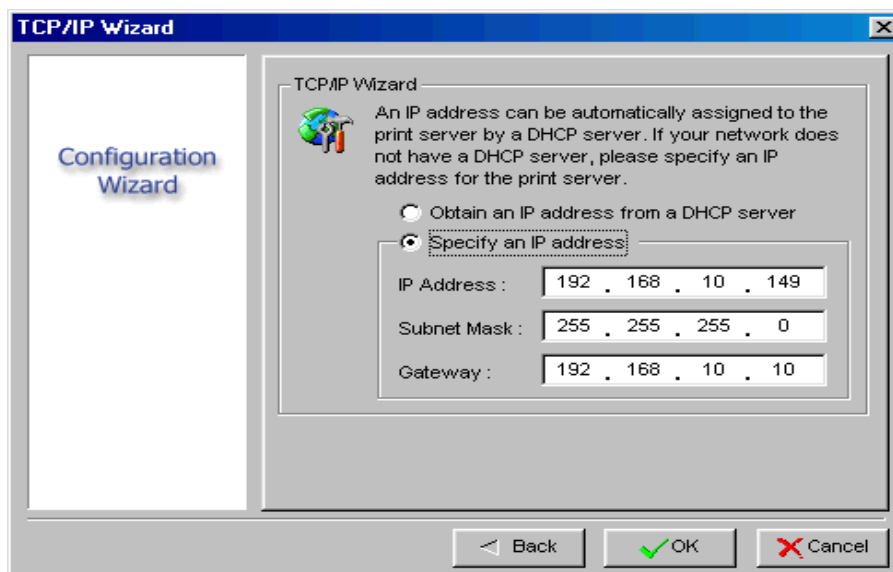 TCP/IP Wizard
Configuration
Wizard
TCP/IP Wizard
An IP address can be automatically assigned to the
print server by a DHCP server. If your network does
not have a DHCP server, please specify an IP
address for the print server.
Obtain an IP address from a DHCP server
Specify an IP address
IP Address : 192 . 168 . 10 . 149
Subnet Mask : 255 . 255 . 255 . 0
Gateway : 192 . 168 . 10 . 10
Back OK Cancel